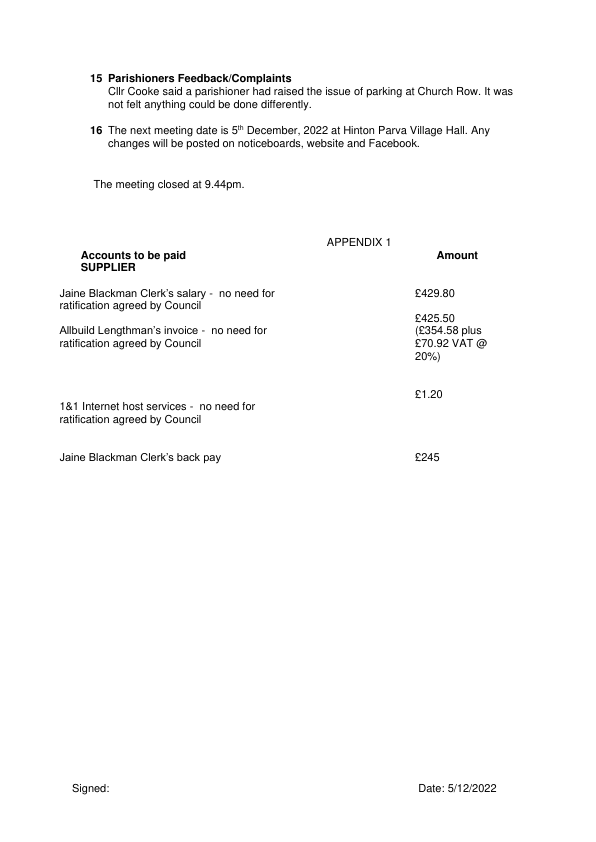 15 Parishioners Feedback/Complaints
Cllr Cooke said a parishioner had raised the issue of parking at Church Row. It was
not felt anything could be done differently.
16 The next meeting date is 5th December, 2022 at Hinton Parva Village Hall. Any
changes will be posted on noticeboards, website and Facebook.
The meeting closed at 9.44pm.
APPENDIX 1
Accounts to be paid Amount
SUPPLIER
Jaine Blackman Clerk's salary - no need for £429.80
ratification agreed by Council
£425.50
Allbuild Lengthman's invoice - no need for (£354.58 plus
ratification agreed by Council £70.92 VAT @
20%)
£1.20
1&1 Internet host services - no need for
ratification agreed by Council
Jaine Blackman Clerk's back pay £245
Signed: Date: 5/12/2022